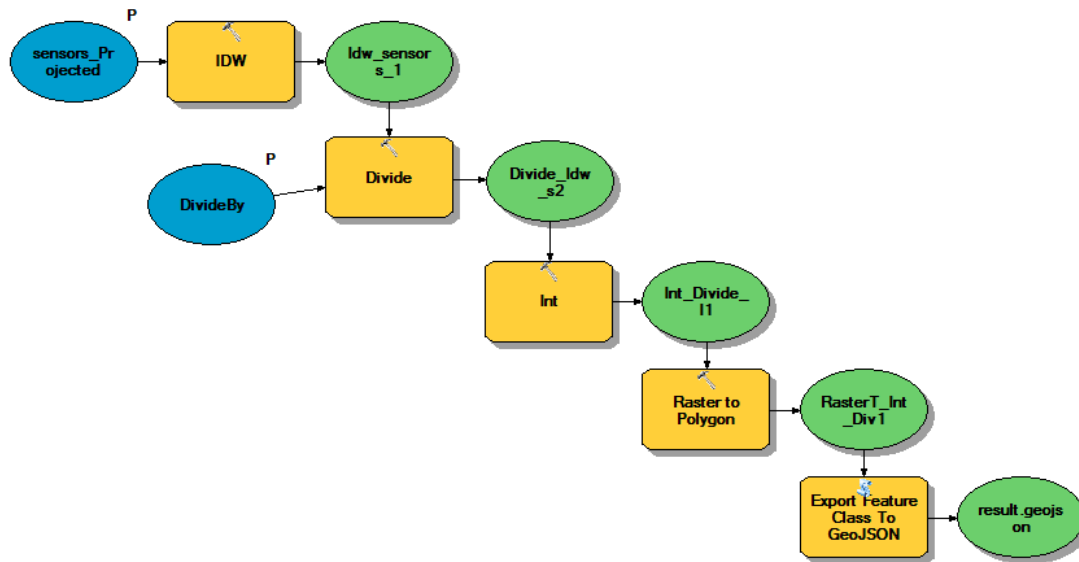 P
sensors_Pr
ojected
IDW
Idw_sensor
s_1
P
DivideBy
Divide
Divide_Idw
_s2
Int
Int_Divide_
I1
Raster to
Polygon
RasterT_Int
_Div1
Export Feature
Class To
GeoJSON
result.geojs
on